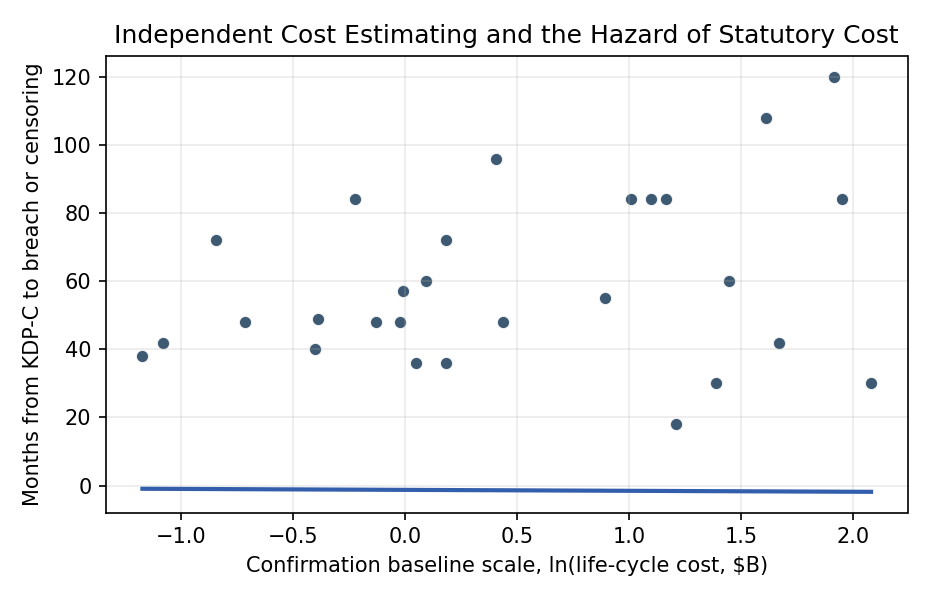 Independent Cost Estimating and the Hazard of Statutory Cost
Months from KDP-C to breach or censoring
120
100
80
60
40
20
0
−1.0 −0.5 0.0 0.5 1.0 1.5 2.0
Confirmation baseline scale, ln(life-cycle cost, $B)